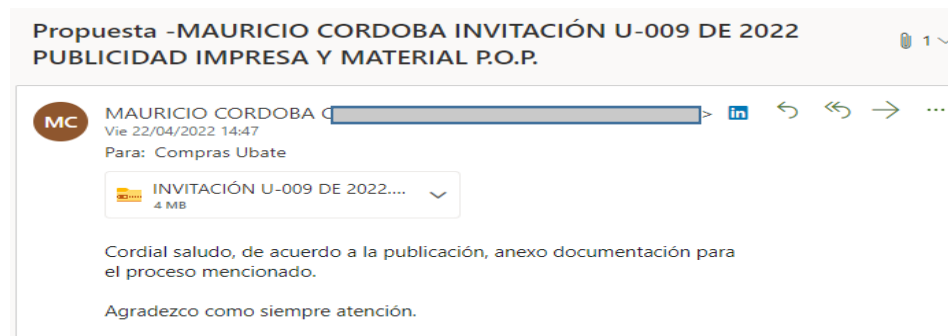 Propuesta -MAURICIO CORDOBA INVITACIÓN U-009 DE 2022
PUBLICIDAD IMPRESA Y MATERIAL P.O.P.
1
MC
MAURICIO CORDOBA C >
in
Vie 22/04/2022 14:47
Para: Compras Ubate
INVITACIÓN U-009 DE 2022....
4 MB
Cordial saludo, de acuerdo a la publicación, anexo documentación para
el proceso mencionado.
Agradezco como siempre atención.